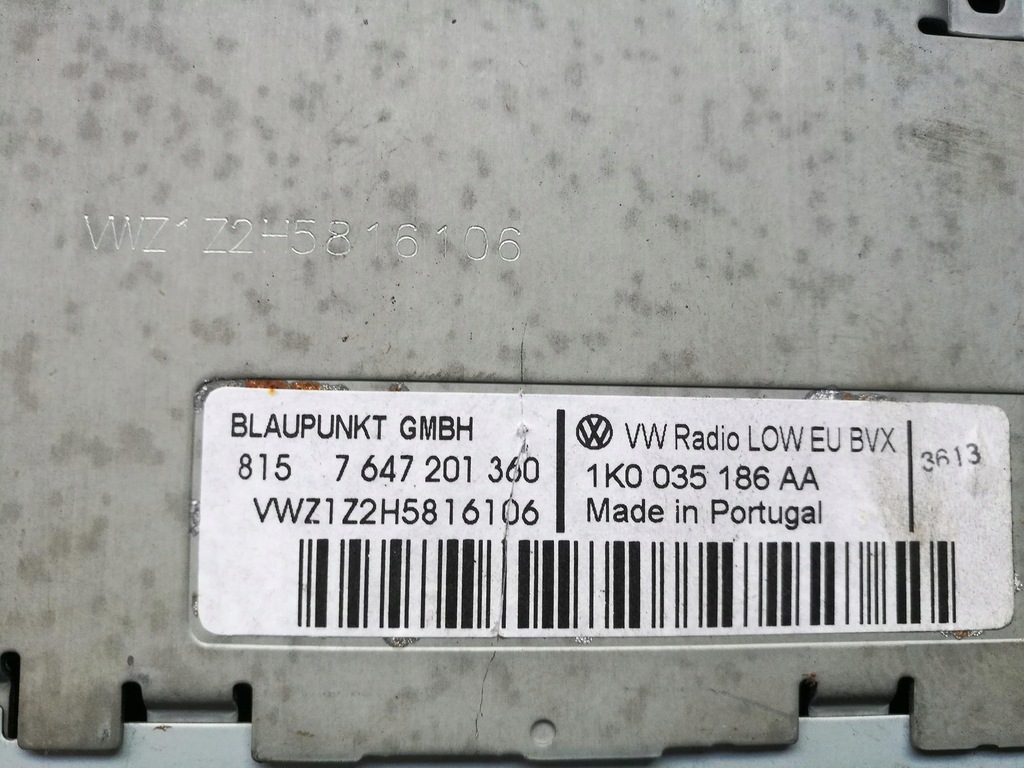 VWZ1Z2H5816106
BLAUPUNKT GMBH
815 7 647 201 360
VWZ1Z2H5816106
VW Radio LOW EU BVX
1K0 035 186 AA
Made in Portugal
3613